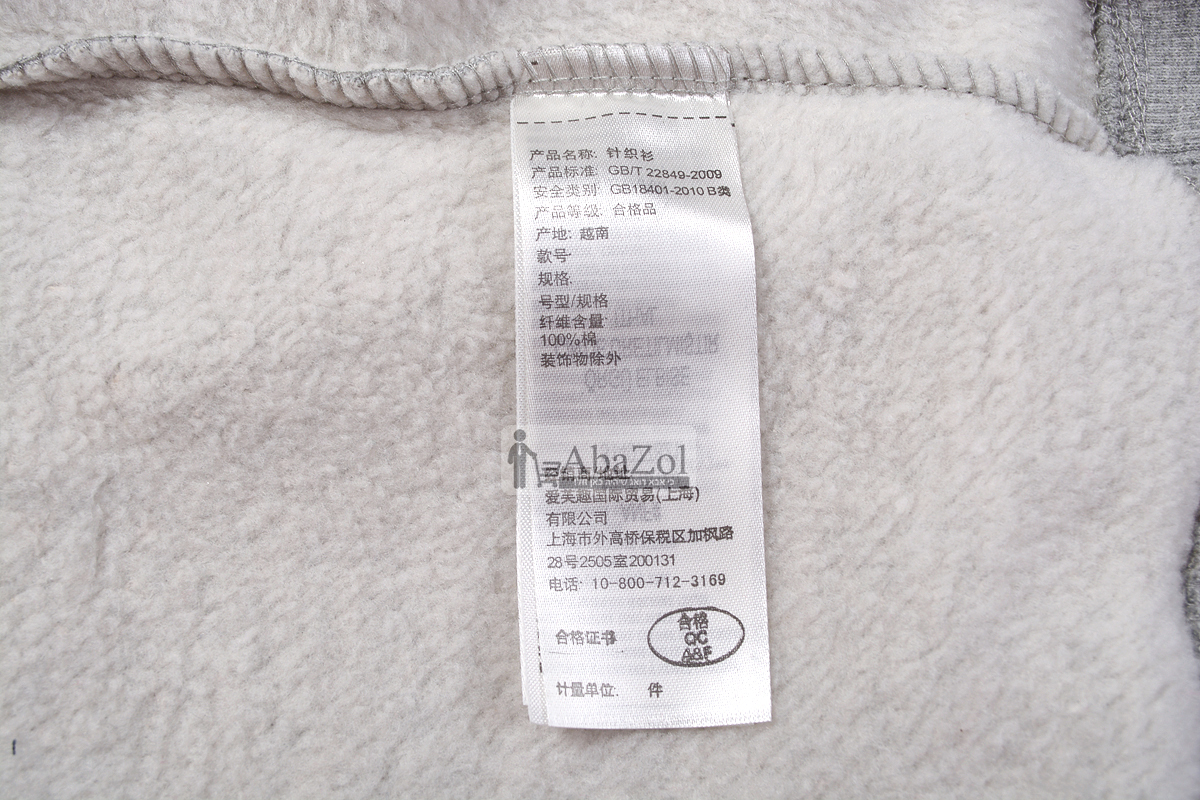 产品名称: 针织衫
产品标准: GB/T 22849-2009
安全类别 GB18401-2010 B类
产品等级: 合格品
产地: 越南
款号
规格
号型/规格
纤维含量
100%棉
装饰物除外
AbaZol
爱芙趣国际贸易(上海)
有限公司
上海市外高桥保税区加枫路
28号2505室200131
电话: 10-800-712-3169
合格证书
合格
QC
A&F
计量单位. 件